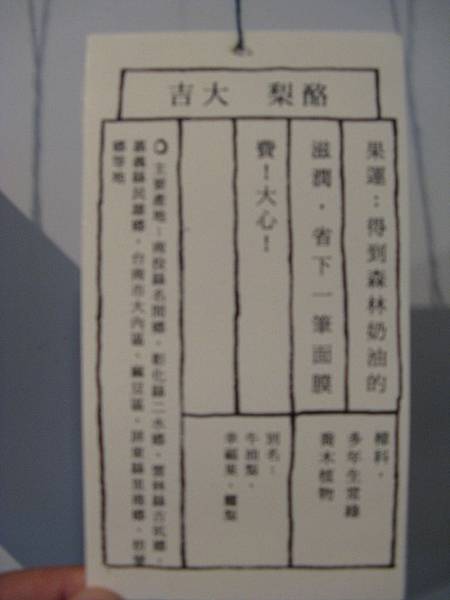 酪梨 大吉
果運：得到森林奶油的
滋潤，省下一筆面膜
費！大心！
樟科，
多年生常綠
喬木植物
別名：
牛油梨、
幸福果、鱷梨
主要產地：南投縣名間鄉、彰化縣二水鄉、雲林縣古坑鄉、
嘉義縣民雄鄉、台南市大內區、麻豆區、屏東縣
鄉等地